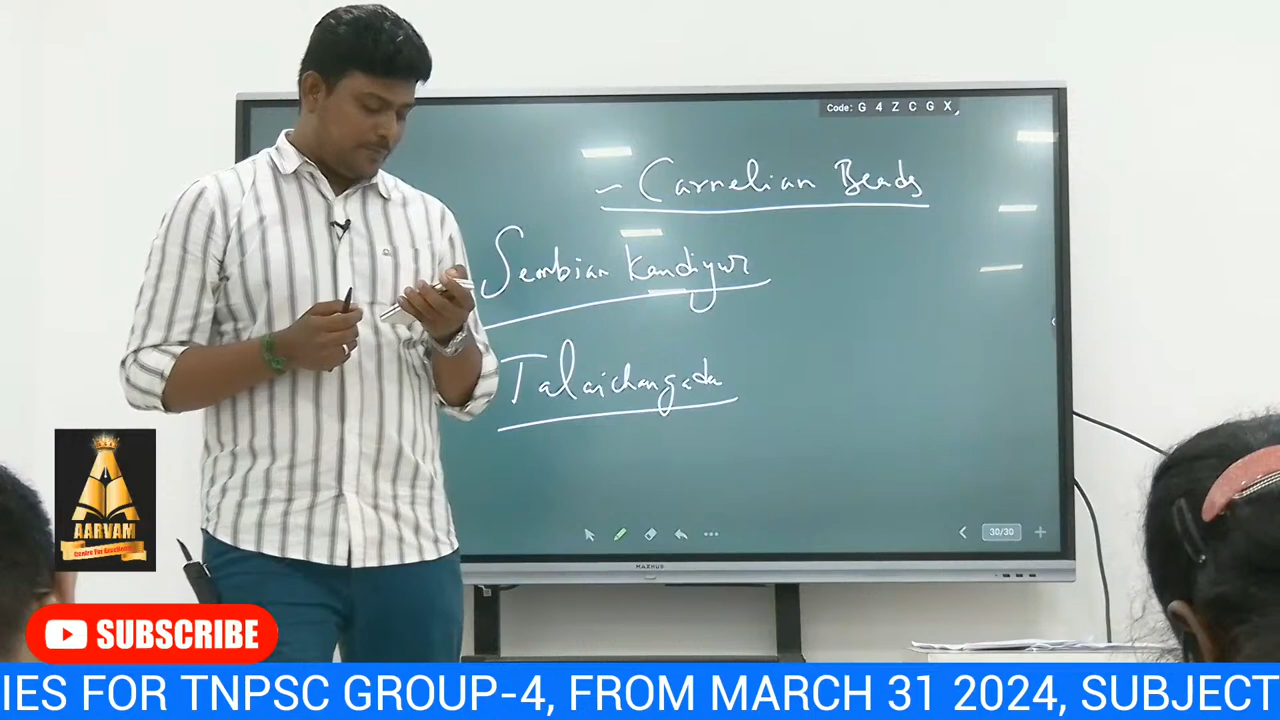 Code: G 4 Z C G X
- Carnelian Beads
Sembian Kandiyur
Talaichangadu
30/30
MAXHUB
AARVAM
Centre For Excellence
SUBSCRIBE
IES FOR TNPSC GROUP-4, FROM MARCH 31 2024, SUBJECT